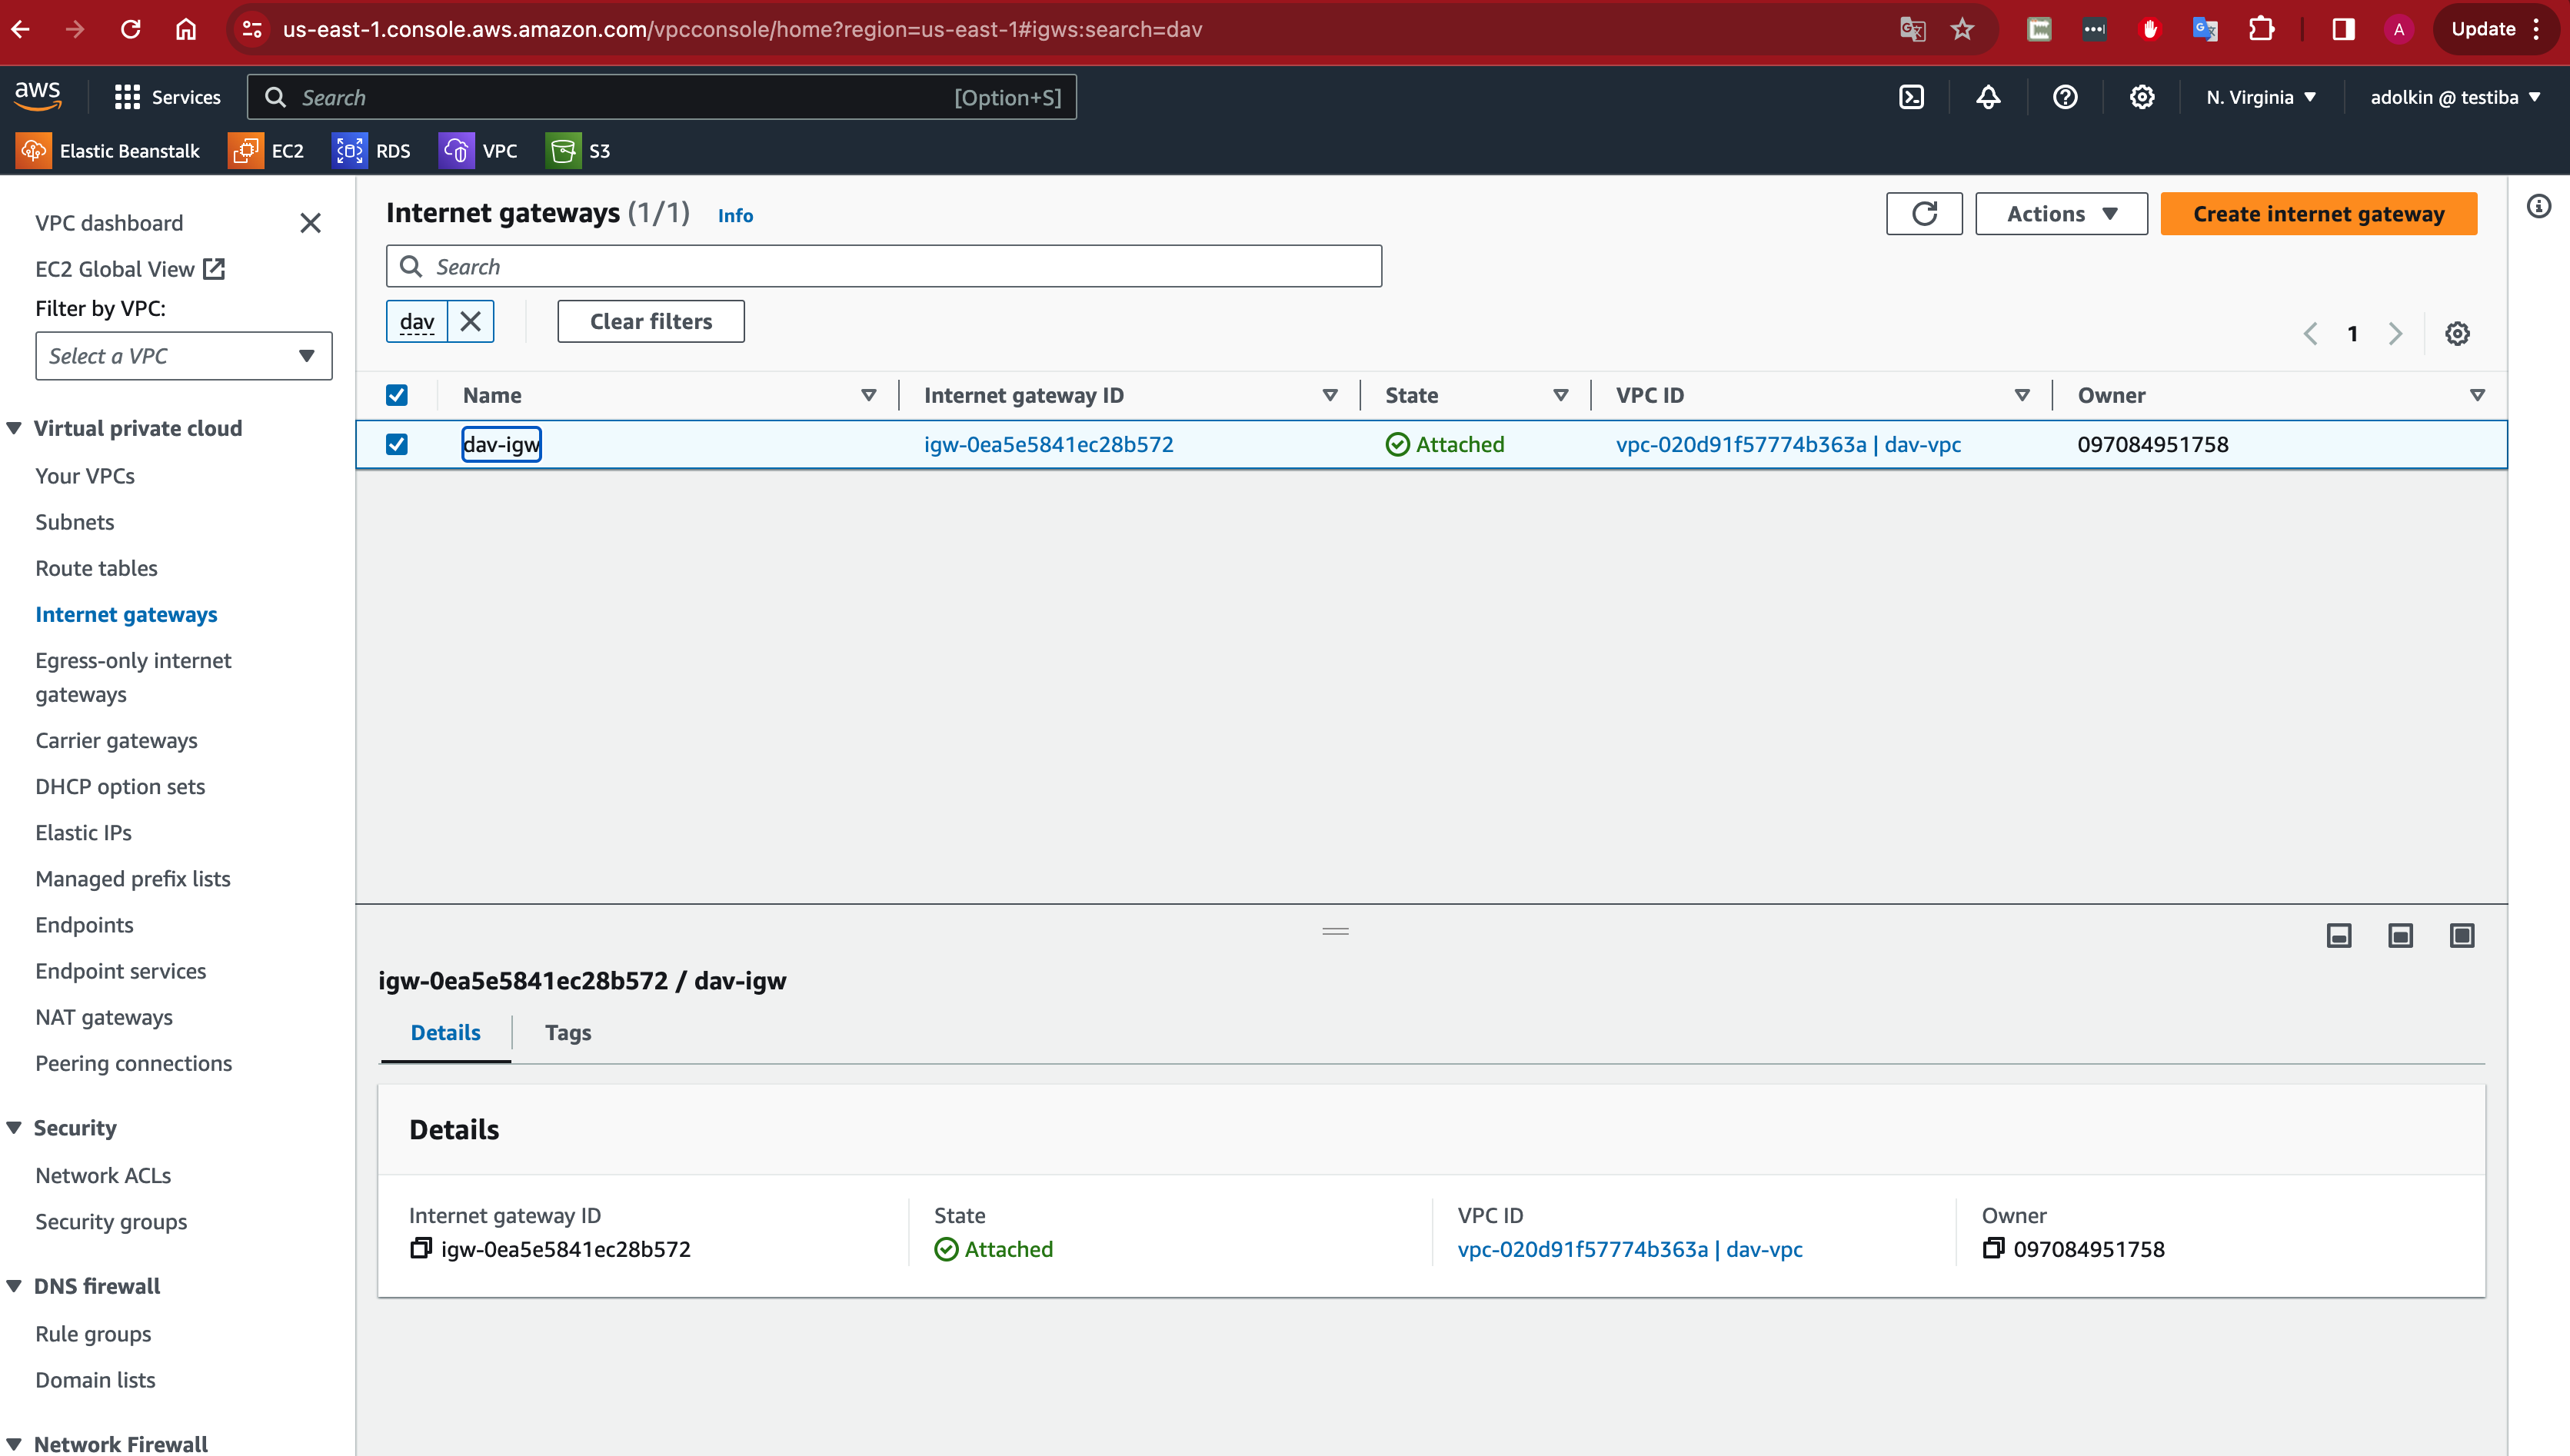 us-east-1.console.aws.amazon.com/vpcconsole/home?region=us-east-1#igws:search=dav
A
Update
aws
Services
Search
[Option+S]
N. Virginia
adolkin @ testiba
Elastic Beanstalk
EC2
RDS
VPC
S3
VPC dashboard
EC2 Global View
Filter by VPC:
Select a VPC
Virtual private cloud
Your VPCs
Subnets
Route tables
Internet gateways
Egress-only internet
gateways
Carrier gateways
DHCP option sets
Elastic IPs
Managed prefix lists
Endpoints
Endpoint services
NAT gateways
Peering connections
Security
Network ACLs
Security groups
DNS firewall
Rule groups
Domain lists
Network Firewall
Internet gateways (1/1) Info
Actions
Create internet gateway
Search
dav
Clear filters
1
Name Internet gateway ID State VPC ID Owner
dav-igw igw-0ea5e5841ec28b572 Attached vpc-020d91f57774b363a | dav-vpc 097084951758
igw-0ea5e5841ec28b572 / dav-igw
Details Tags
Details
Internet gateway ID State VPC ID Owner
igw-0ea5e5841ec28b572 Attached vpc-020d91f57774b363a | dav-vpc 097084951758